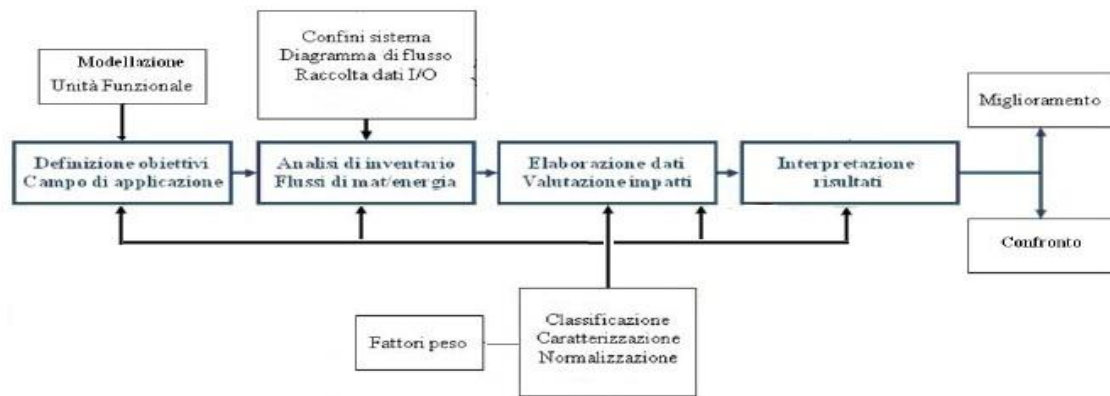 Modellazione
Unità Funzionale
Confini sistema
Diagramma di flusso
Raccolta dati I/O
Miglioramento
Definizione obiettivi
Campo di applicazione
Analisi di inventario
Flussi di mat/energia
Elaborazione dati
Valutazione impatti
Interpretazione
risultati
Confronto
Fattori peso
Classificazione
Caratterizzazione
Normalizzazione